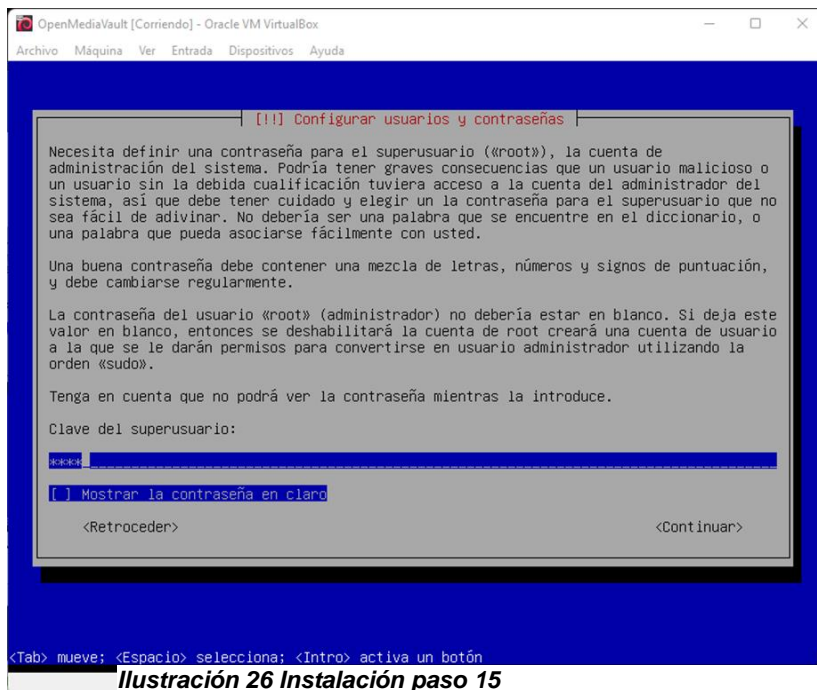 OpenMediaVault [Corriendo] - Oracle VM VirtualBox
Archivo Máquina Ver Entrada Dispositivos Ayuda
[!!] Configurar usuarios y contraseñas
Necesita definir una contraseña para el superusuario («root»), la cuenta de
administración del sistema. Podría tener graves consecuencias que un usuario malicioso o
un usuario sin la debida cualificación tuviera acceso a la cuenta del administrador del
sistema, así que debe tener cuidado y elegir un la contraseña para el superusuario que no
sea fácil de adivinar. No debería ser una palabra que se encuentre en el diccionario, o
una palabra que pueda asociarse fácilmente con usted.
Una buena contraseña debe contener una mezcla de letras, números y signos de puntuación,
y debe cambiarse regularmente.
La contraseña del usuario «root» (administrador) no debería estar en blanco. Si deja este
valor en blanco, entonces se deshabilitará la cuenta de root creará una cuenta de usuario
a la que se le darán permisos para convertirse en usuario administrador utilizando la
orden «sudo».
Tenga en cuenta que no podrá ver la contraseña mientras la introduce.
Clave del superusuario:
****
[ ] Mostrar la contraseña en claro
<Retroceder> <Continuar>
<Tab> mueve; <Espacio> selecciona; <Intro> activa un botón
Ilustración 26 Instalación paso 15